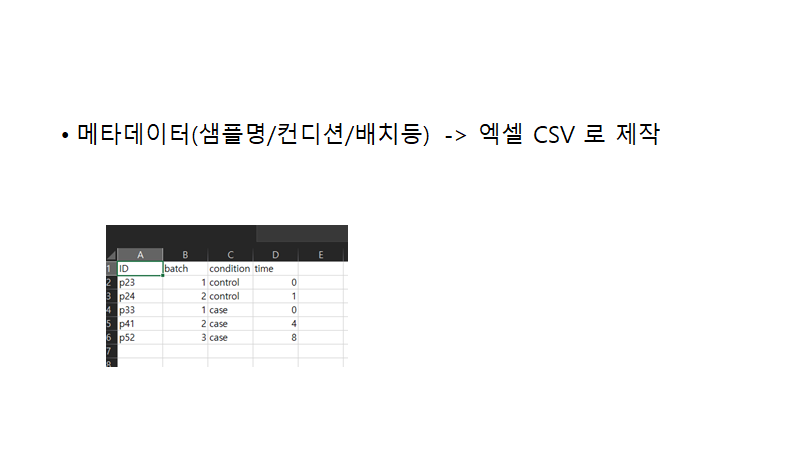 • 메타데이터(샘플명/컨디션/배치등) -> 엑셀 CSV 로 제작
A B C D E
1 ID batch condition time
2 p23 1 control 0
3 p24 2 control 1
4 p33 1 case 0
5 p41 2 case 4
6 p52 3 case 8
7
8